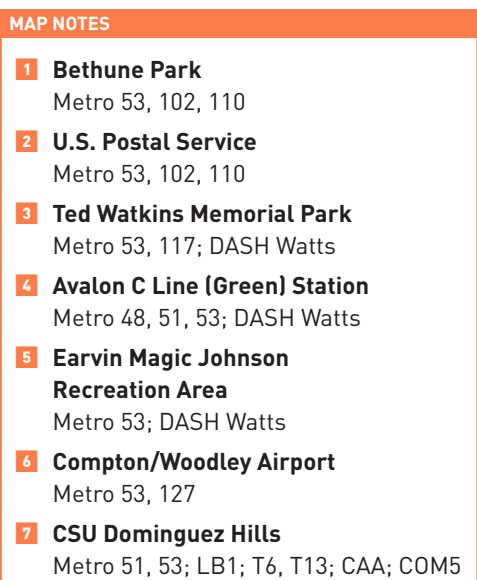 MAP NOTES
1 Bethune Park
Metro 53, 102, 110
2 U.S. Postal Service
Metro 53, 102, 110
3 Ted Watkins Memorial Park
Metro 53, 117; DASH Watts
4 Avalon C Line (Green) Station
Metro 48, 51, 53; DASH Watts
5 Earvin Magic Johnson
Recreation Area
Metro 53; DASH Watts
6 Compton/Woodley Airport
Metro 53, 127
7 CSU Dominguez Hills
Metro 51, 53; LB1; T6, T13; CAA; COM5